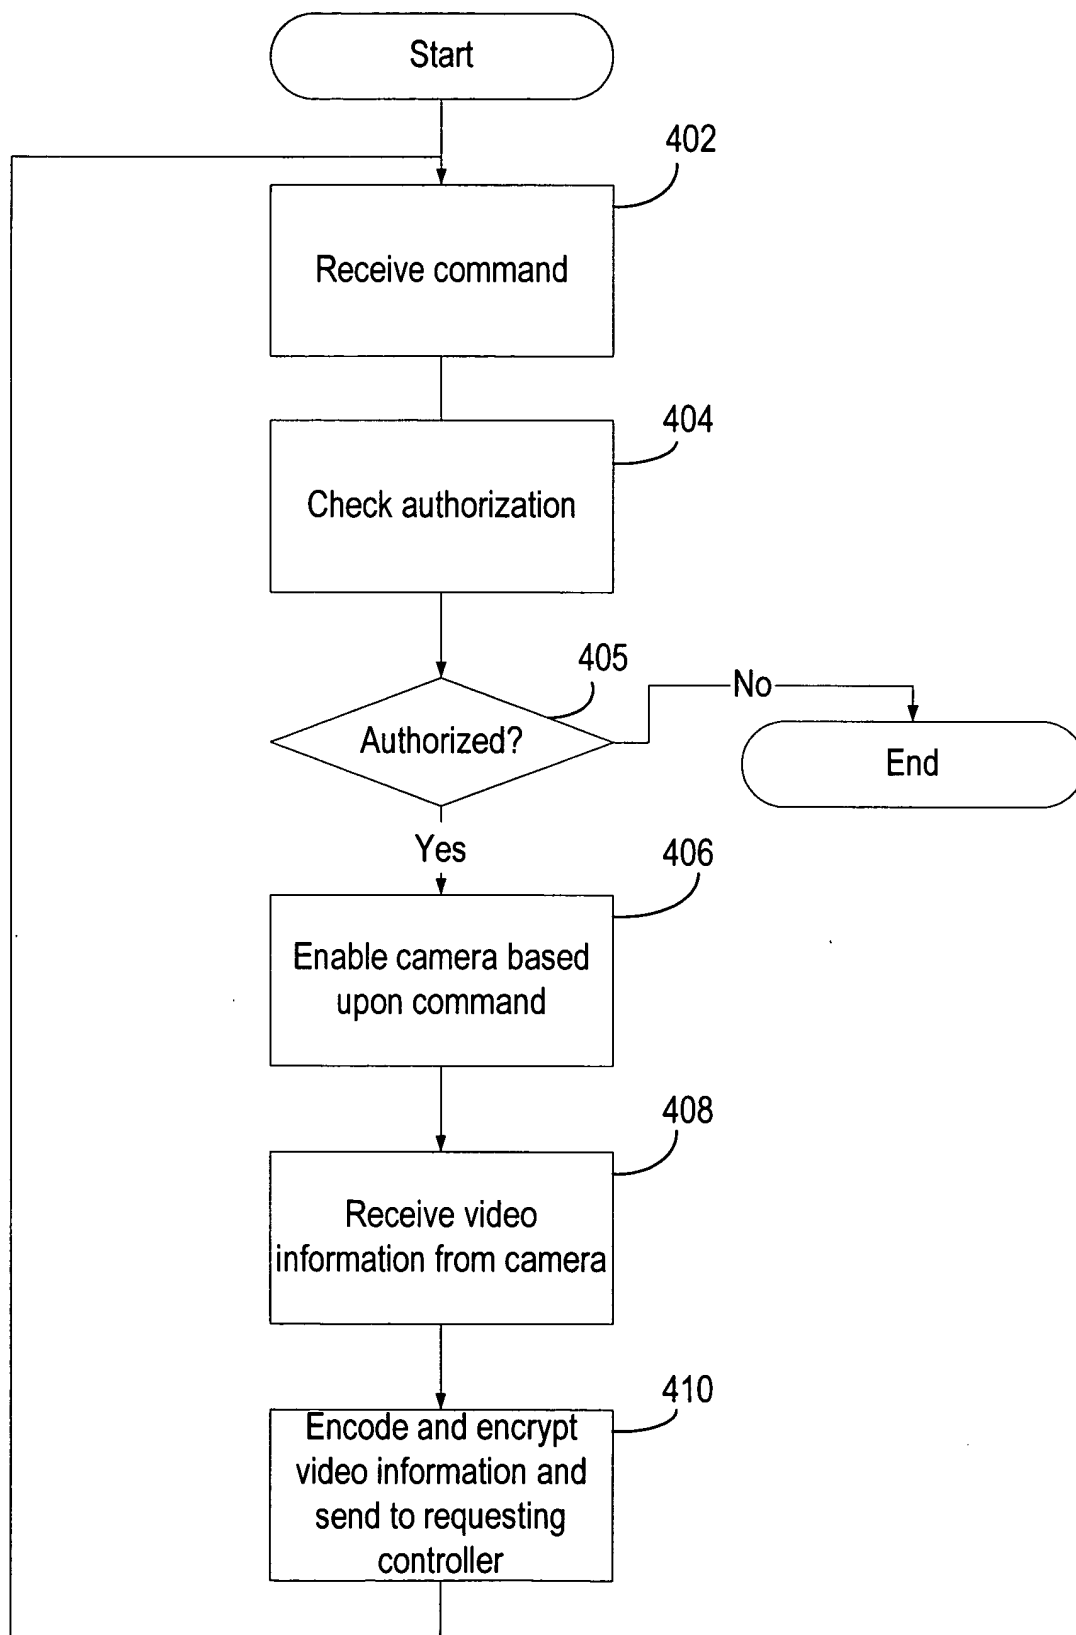 Start
402
Receive command
404
Check authorization
405
No
Authorized?
End
Yes
406
Enable camera based
upon command
408
Receive video
information from camera
410
Encode and encrypt
video information and
send to requesting
controller